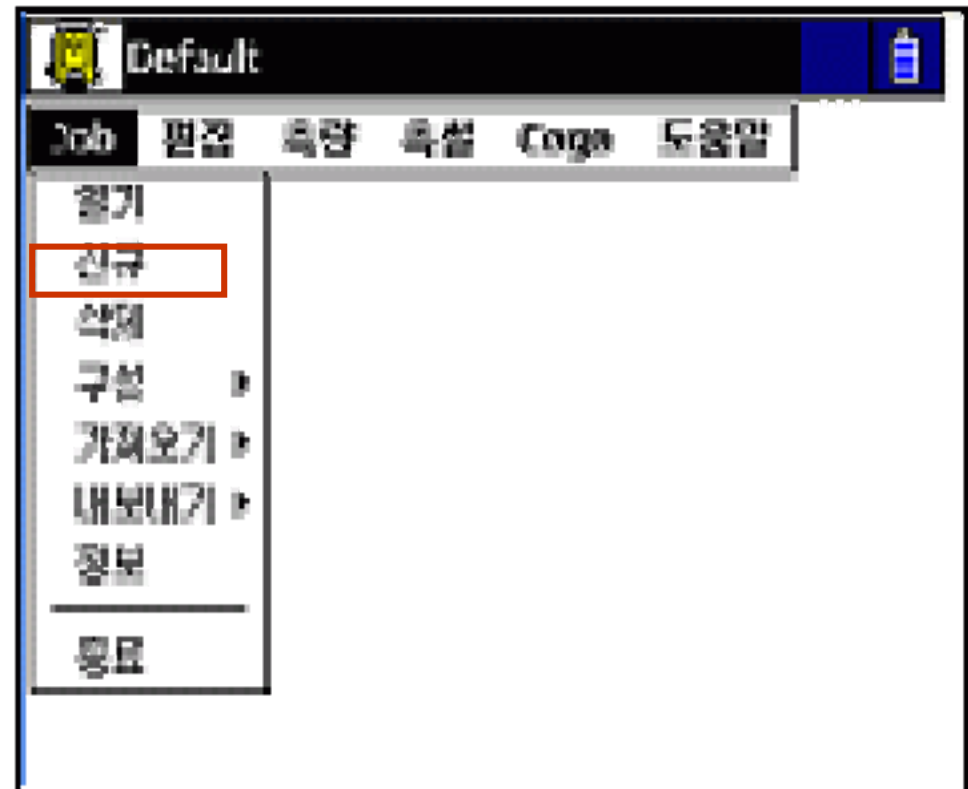 Default
Job 편집 측량 측설 Cogo 도움말
열기
신규
삭제
구성
가져오기
내보내기
정보
종료